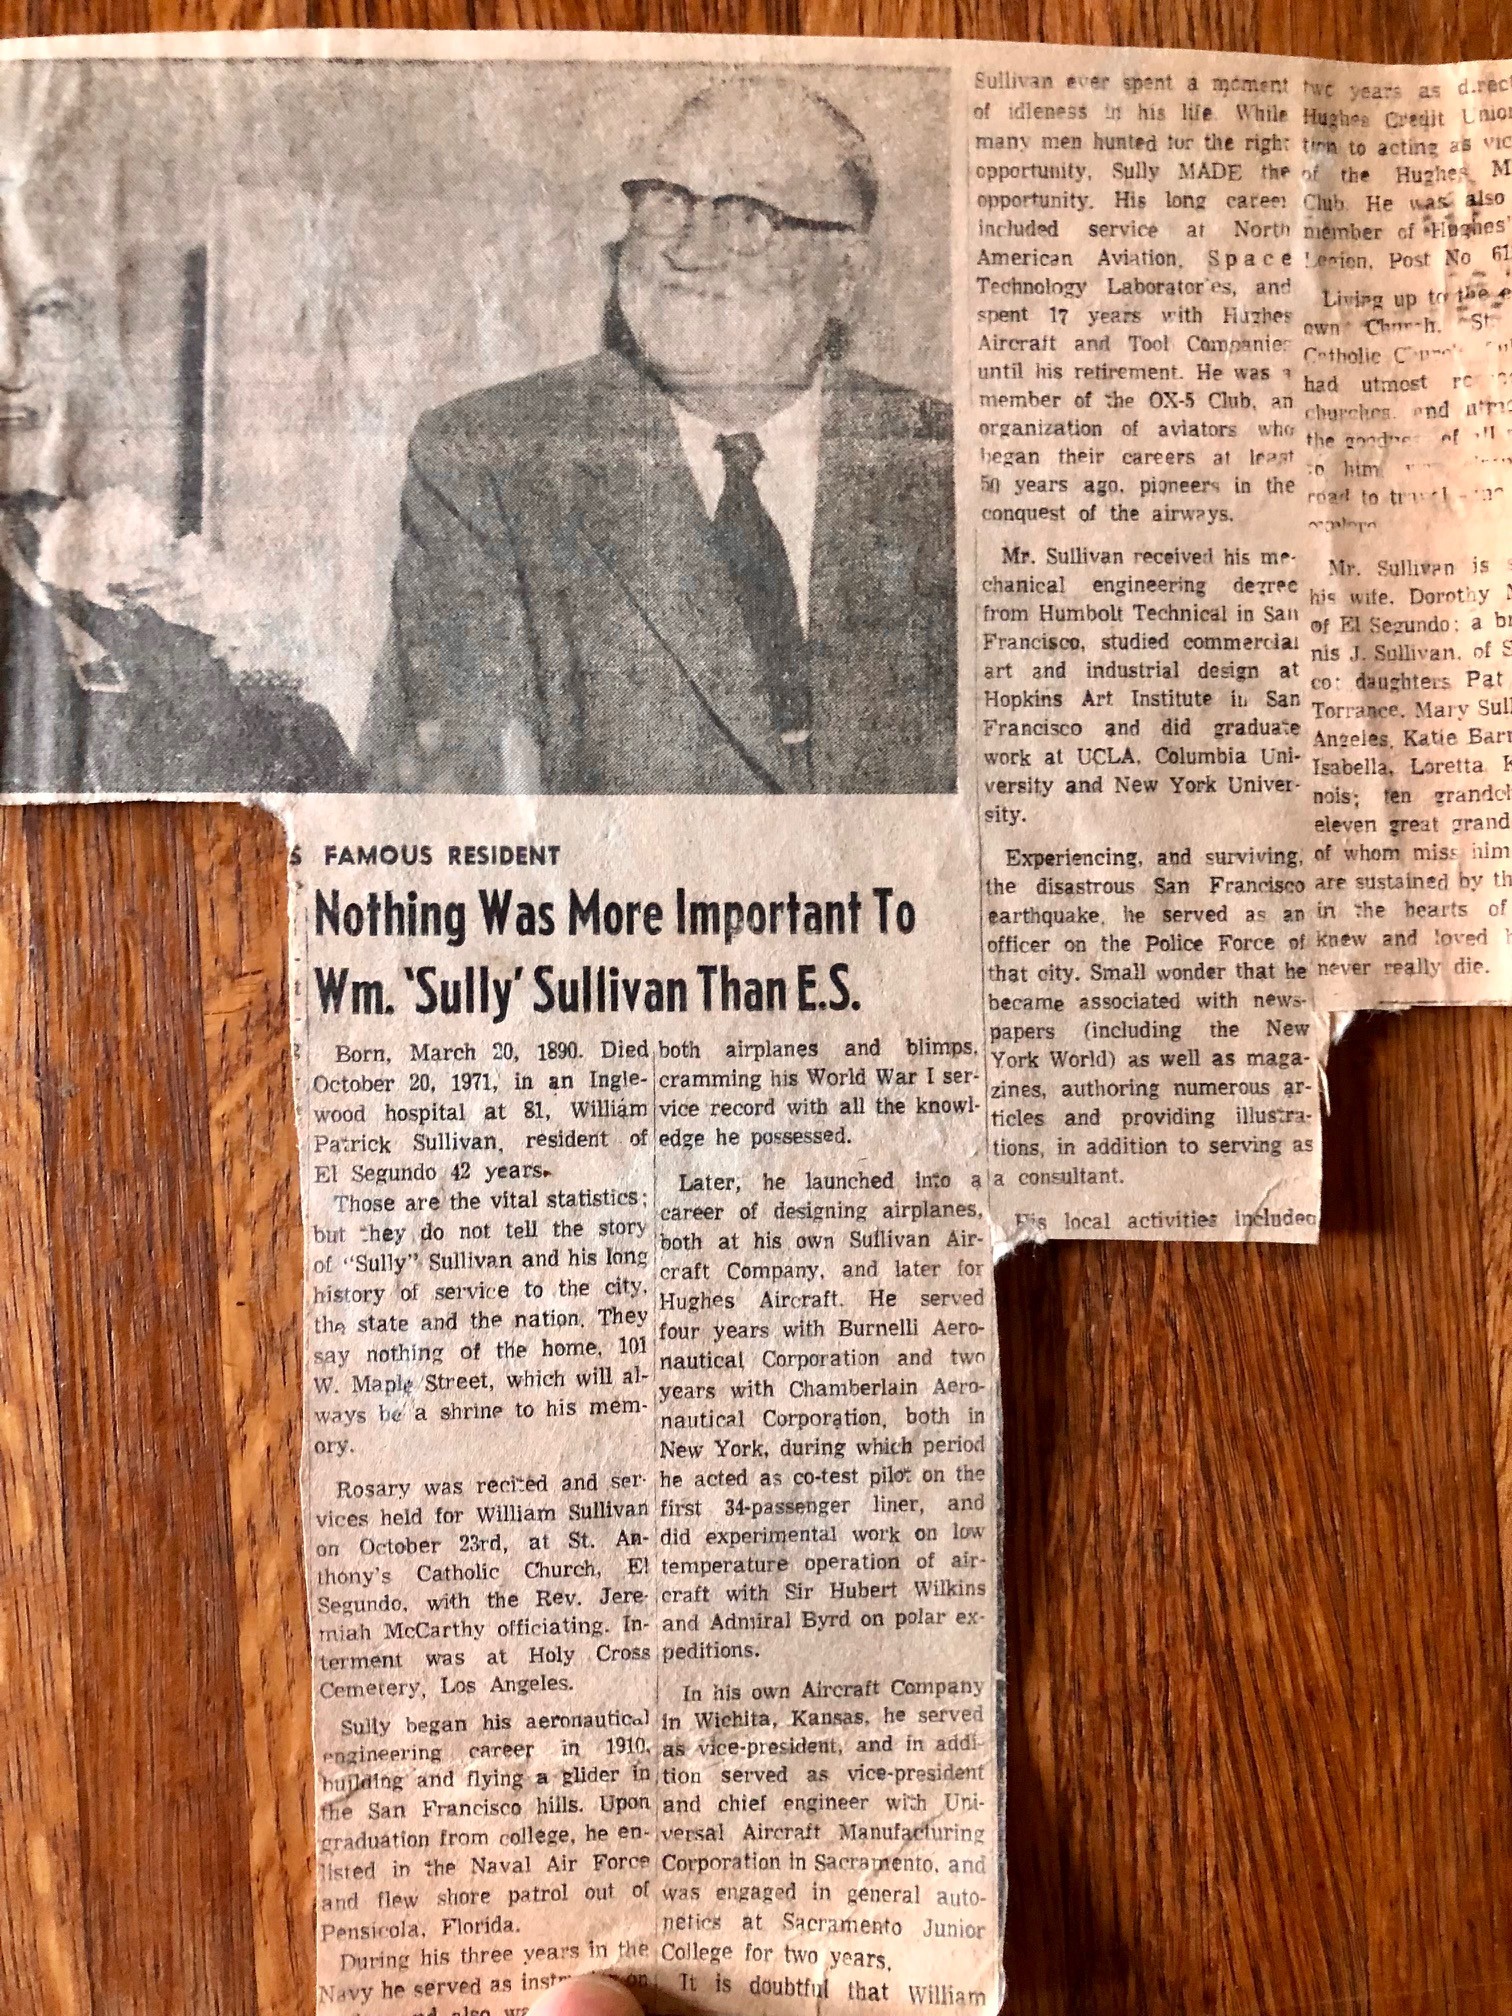 FAMOUS RESIDENT
Nothing Was More Important To
Wm. 'Sully' Sullivan Than E.S.
Born, March 20, 1890. Died
October 20, 1971, in an Ingle-
wood hospital at 81, William
Patrick Sullivan, resident of
El Segundo 42 years.
Those are the vital statistics;
but they do not tell the story
of "Sully" Sullivan and his long
history of service to the city,
the state and the nation. They
say nothing of the home, 101
W. Maple Street, which will al-
ways be a shrine to his mem-
ory.
Rosary was recited and ser-
vices held for William Sullivan
on October 23rd, at St. An-
thony's Catholic Church, El
Segundo, with the Rev. Jere-
miah McCarthy officiating. In-
terment was at Holy Cross
Cemetery, Los Angeles.
Sully began his aeronautical
engineering career in 1910,
building and flying a glider in
the San Francisco hills. Upon
graduation from college, he en-
listed in the Naval Air Force
and flew shore patrol out of
Pensicola, Florida.
During his three years in the
Navy he served as
also
both airplanes and blimps,
cramming his World War I ser-
vice record with all the knowl-
edge he possessed.
Later, he launched into a
career of designing airplanes,
both at his own Sullivan Air-
craft Company, and later for
Hughes Aircraft. He served
four years with Burnelli Aero-
nautical Corporation and two
years with Chamberlain Aero-
nautical Corporation, both in
New York, during which period
he acted as co-test pilot on the
first 34-passenger liner, and
did experimental work on low
temperature operation of air-
craft with Sir Hubert Wilkins
and Admiral Byrd on polar ex-
peditions.
In his own Aircraft Company
in Wichita, Kansas, he served
as vice-president, and in addi-
tion served as vice-president
and chief engineer with Uni-
versal Aircraft Manufacturing
Corporation in Sacramento, and
was engaged in general auto-
netics at Sacramento Junior
College for two years.
It is doubtful that William
Sullivan ever spent a moment
of idleness in his life. While
many men hunted for the right
opportunity, Sully MADE the
opportunity. His long career
included service at North
American Aviation, Space
Technology Laboratories, and
spent 17 years with Hughes
Aircraft and Tool Companies
until his retirement. He was a
member of the OX-5 Club, an
organization of aviators who
began their careers at least
50 years ago, pioneers in the
conquest of the airways.
Mr. Sullivan received his me-
chanical engineering degree
from Humbolt Technical in San
Francisco, studied commercial
art and industrial design at
Hopkins Art Institute in San
Francisco and did graduate
work at UCLA, Columbia Uni-
versity and New York Univer-
sity.
Experiencing, and surviving,
the disastrous San Francisco
earthquake, he served as an
officer on the Police Force of
that city. Small wonder that he
became associated with news-
papers (including the New
York World) as well as maga-
zines, authoring numerous ar-
ticles and providing illustra-
tions, in addition to serving as
a consultant.
His local activities included
two years as direc
Hughes Credit Union
tion to acting as vic
of the Hughes M
Club. He was also
member of Hughes'
Legion, Post No 61
Living up to the
own Church, St.
Catholic
had utmost
churches, and
the of
to him
road to travel
explore
Mr. Sullivan is
his wife, Dorothy
of El Segundo; a br
nis J. Sullivan, of S
co; daughters Pat
Torrance, Mary Sull
Angeles, Katie Bar
Isabella, Loretta
nois; ten grandch
eleven great grand
of whom miss him
are sustained by th
in the hearts of
knew and loved
never really die.